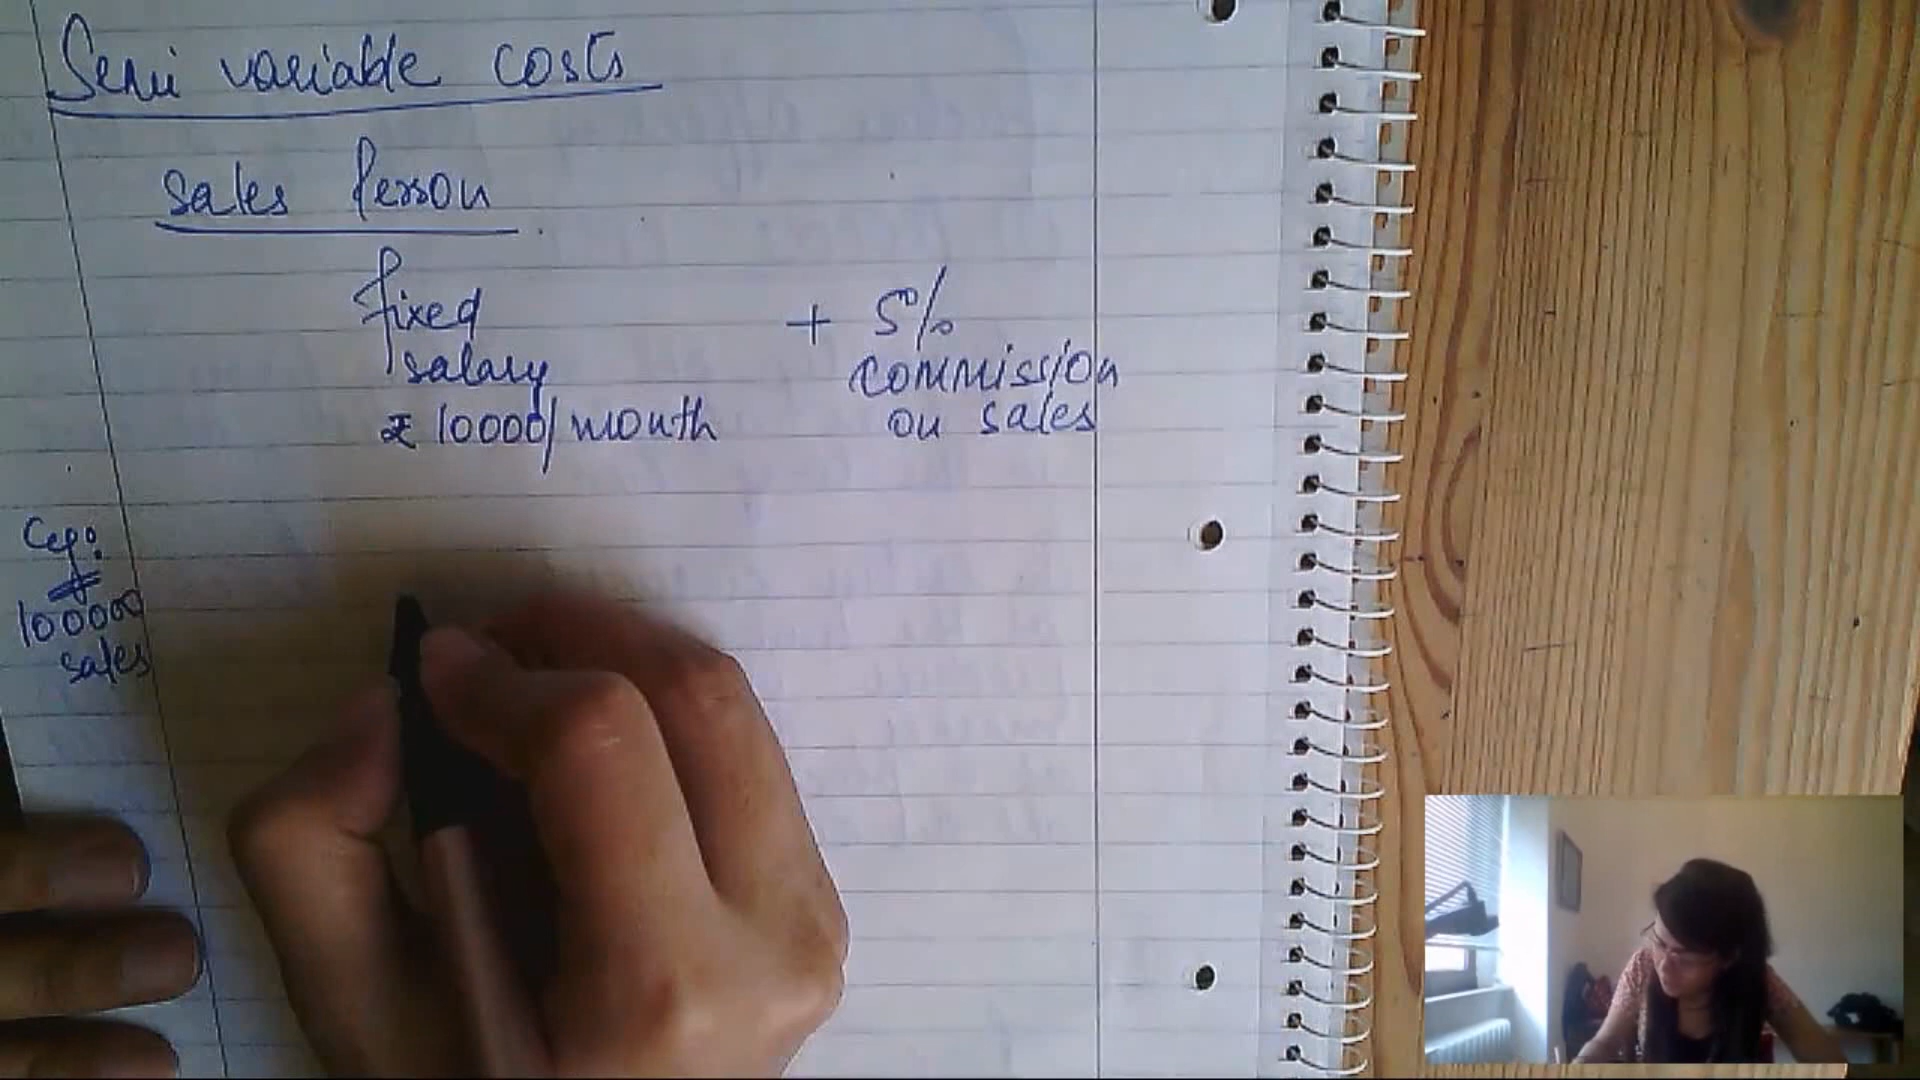 Semi variable costs
Sales Person
fixed + 5%
salary commission
₹ 10000/month on sales
eg:
100000
sales